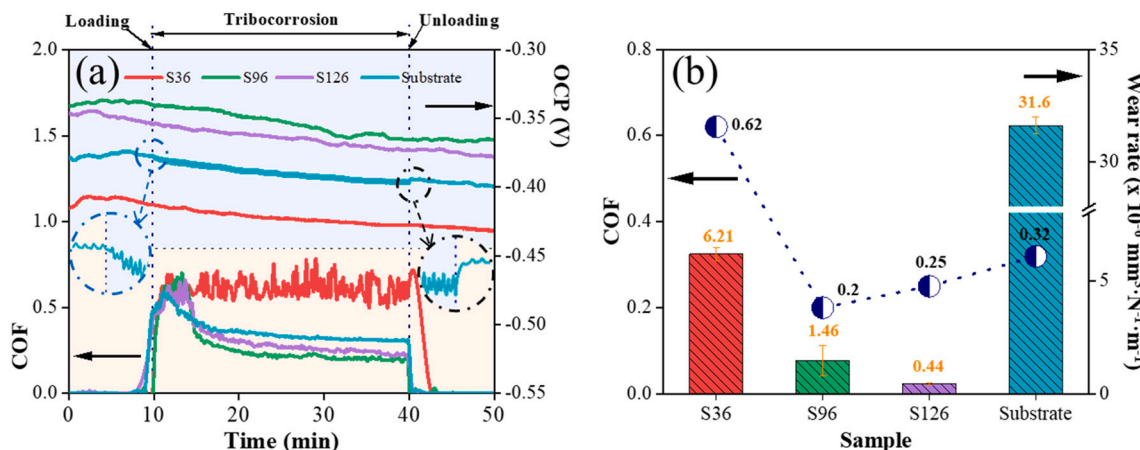 Loading Tribocorrosion Unloading
(a)
S36 S96 S126 Substrate
2.0
1.5
1.0
0.5
0.0
COF
-0.30
-0.35
-0.40
-0.45
-0.50
-0.55
OCP (V)
0 10 20 30 40 50
Time (min)
(b)
0.8
0.6
0.4
0.2
0.0
COF
0.62
6.21
0.2
1.46
0.25
0.44
31.6
0.32
35
30
5
0
Wear rate (x 10⁻⁶ mm³·N⁻¹·m⁻¹)
S36 S96 S126 Substrate
Sample